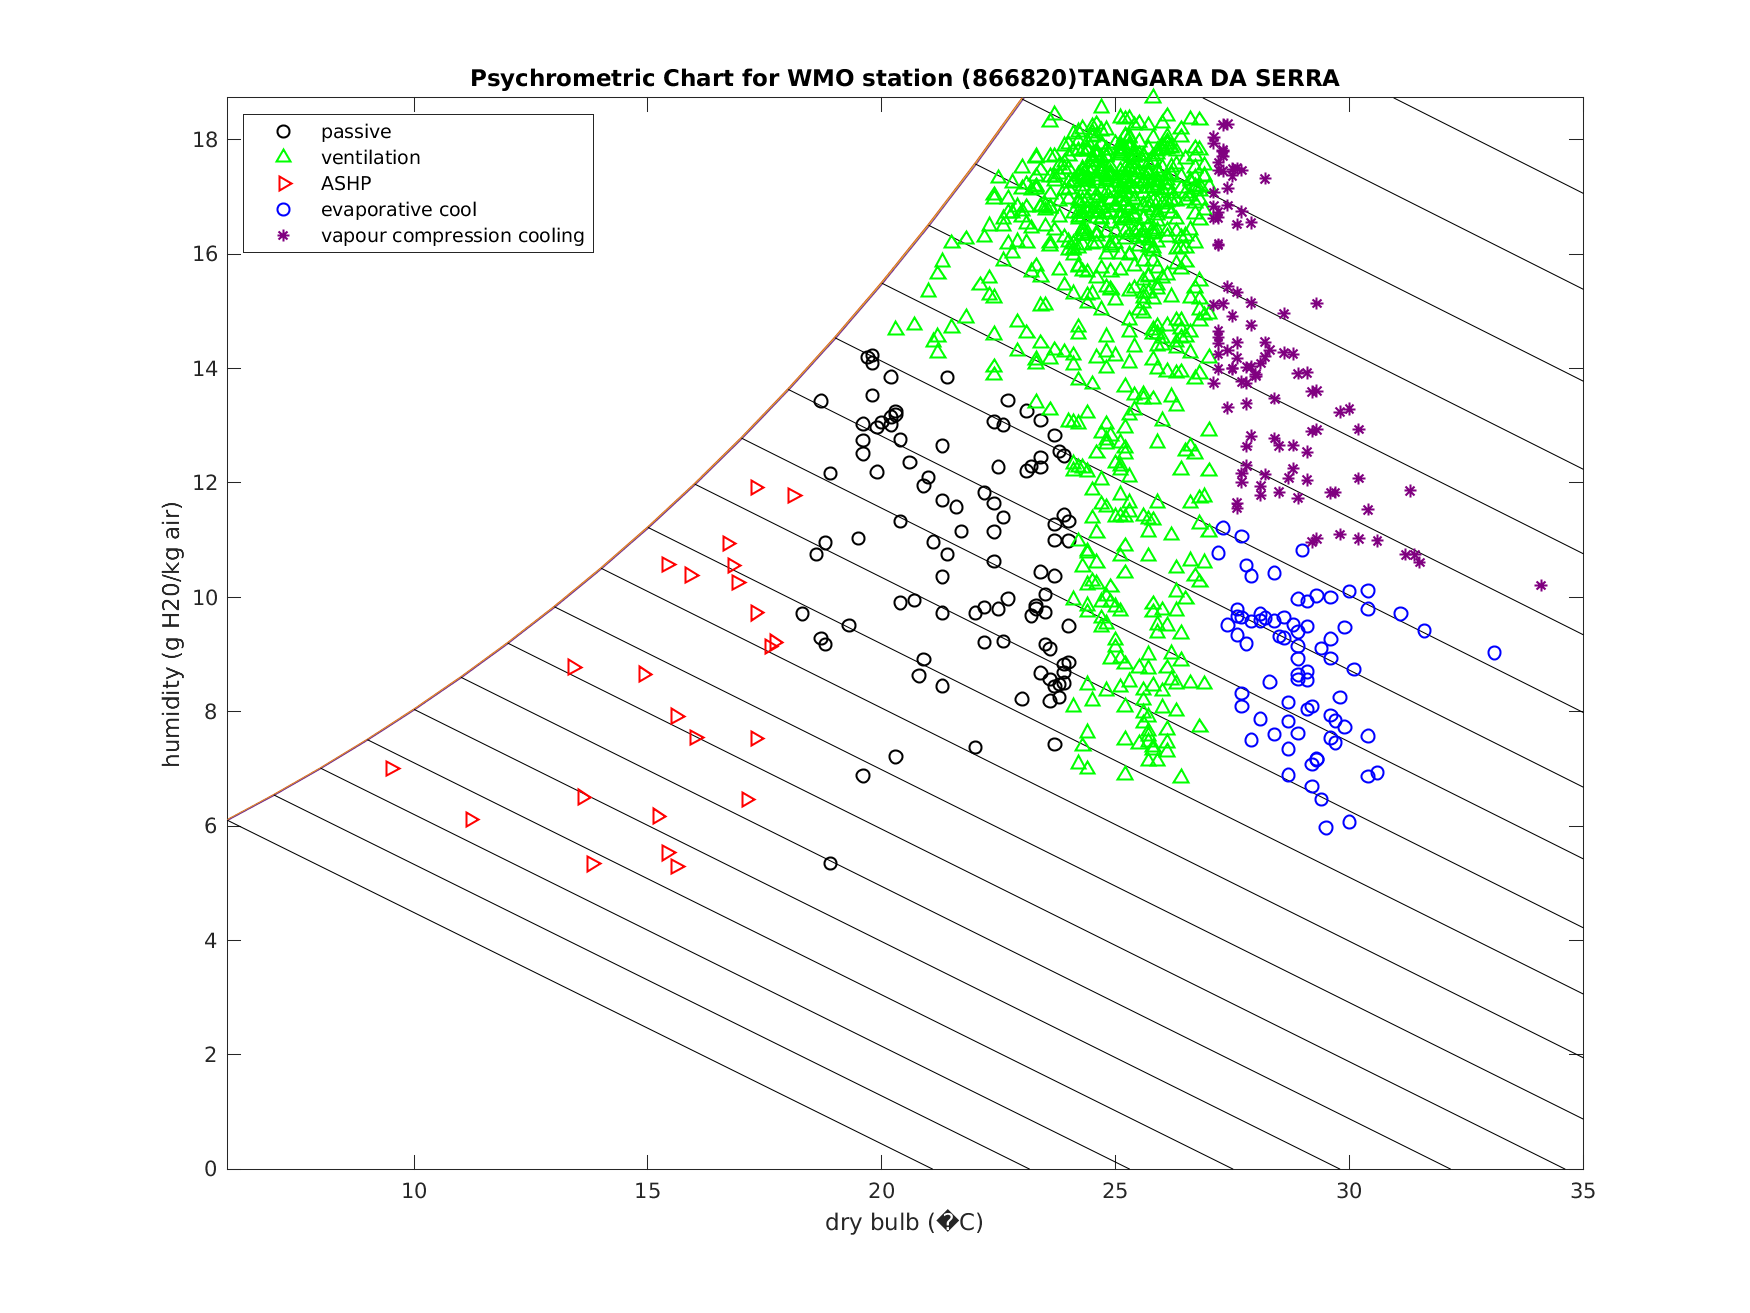 Psychrometric Chart for WMO station (866820)TANGARA DA SERRA
passive
ventilation
ASHP
evaporative cool
vapour compression cooling
humidity (g H20/kg air)
18
16
14
12
10
8
6
4
2
0
10 15 20 25 30 35
dry bulb (�C)